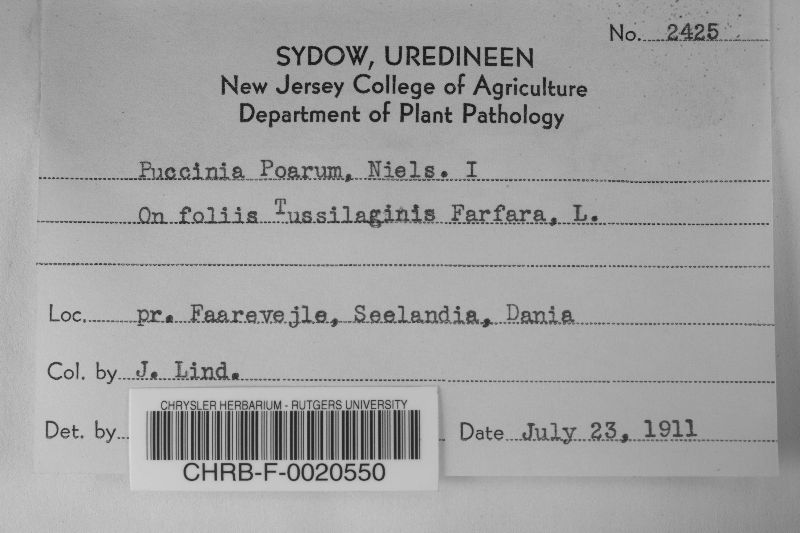 No. 2425
SYDOW, UREDINEEN
New Jersey College of Agriculture
Department of Plant Pathology
Puccinia Poarum, Niels. I
On foliis Tussilaginis Farfara, L.
Loc. pr. Faarevejle, Seelandia, Dania
Col. by J. Lind.
Det. by Date July 23, 1911
CHRYSLER HERBARIUM - RUTGERS UNIVERSITY
CHRB-F-0020550